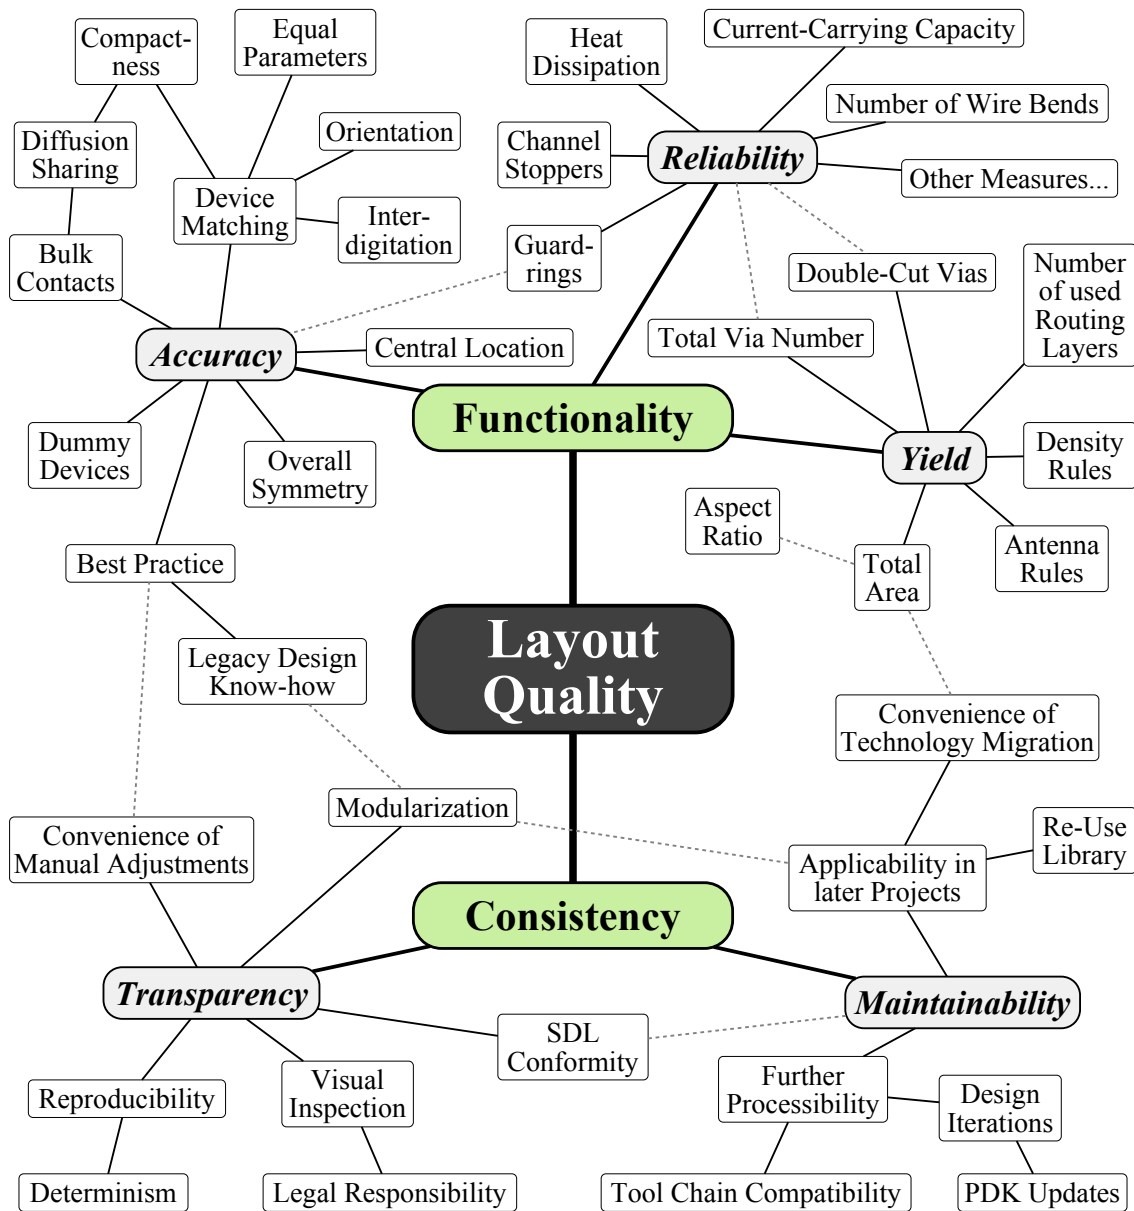 Compact-
ness
Equal
Parameters
Heat
Dissipation
Current-Carrying Capacity
Number of Wire Bends
Diffusion
Sharing
Orientation
Channel
Stoppers
Reliability
Other Measures...
Device
Matching
Inter-
digitation
Bulk
Contacts
Guard-
rings
Double-Cut Vias
Number
of used
Routing
Layers
Accuracy
Central Location
Total Via Number
Functionality
Dummy
Devices
Overall
Symmetry
Yield
Density
Rules
Aspect
Ratio
Best Practice
Total
Area
Antenna
Rules
Layout
Quality
Legacy Design
Know-how
Convenience of
Technology Migration
Modularization
Convenience of
Manual Adjustments
Applicability in
later Projects
Re-Use
Library
Consistency
Transparency
Maintainability
SDL
Conformity
Reproducibility
Visual
Inspection
Further
Processibility
Design
Iterations
Determinism
Legal Responsibility
Tool Chain Compatibility
PDK Updates